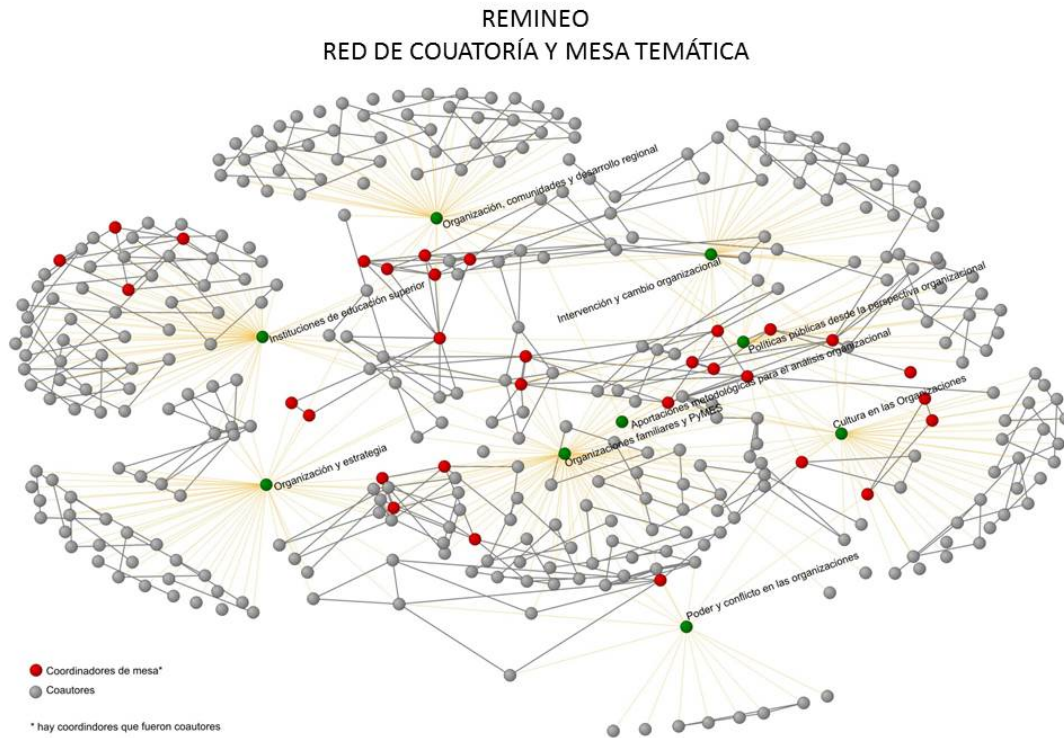 REMINEO
RED DE COUATORÍA Y MESA TEMÁTICA
Organización, comunidades y desarrollo regional
Intervención y cambio organizacional
Instituciones de educación superior
Políticas públicas desde la perspectiva organizacional
Aportaciones metodológicas para el análisis organizacional
Cultura en las Organizaciones
Organizaciones familiares y PyMES
Organización y estrategia
Poder y conflicto en las organizaciones
Coordinadores de mesa*
Coautores
* hay coordindores que fueron coautores